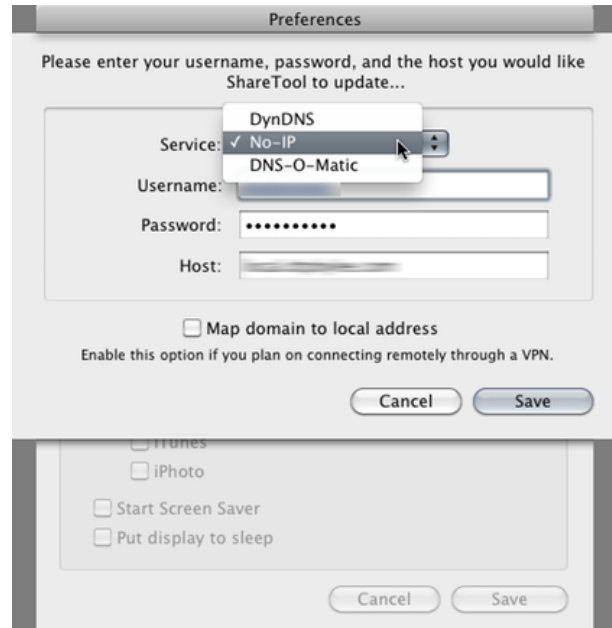 Preferences
Please enter your username, password, and the host you would like
ShareTool to update...
DynDNS
Service: ✓ No-IP
DNS-O-Matic
Username:
Password: ••••••••••
Host:
Map domain to local address
Enable this option if you plan on connecting remotely through a VPN.
Cancel Save
iTunes
iPhoto
Start Screen Saver
Put display to sleep
Cancel Save